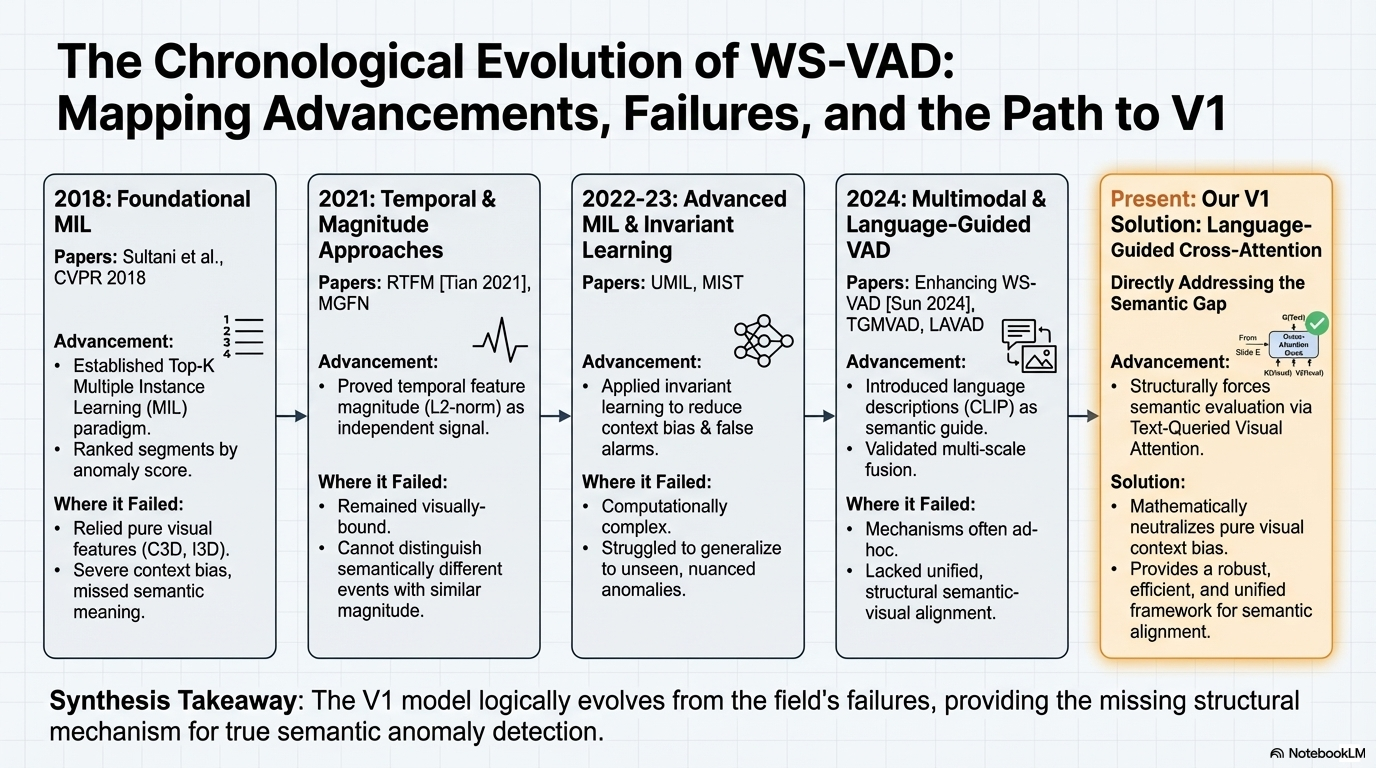 The Chronological Evolution of WS-VAD:
Mapping Advancements, Failures, and the Path to V1
2018: Foundational
MIL
Papers: Sultani et al.,
CVPR 2018
1
2
3
4
Advancement:
• Established Top-K
Multiple Instance
Learning (MIL)
paradigm.
• Ranked segments by
anomaly score.
Where it Failed:
• Relied pure visual
features (C3D, I3D).
• Severe context bias,
missed semantic
meaning.
2021: Temporal &
Magnitude
Approaches
Papers: RTFM [Tian 2021],
MGFN
Advancement:
• Proved temporal feature
magnitude (L2-norm) as
independent signal.
Where it Failed:
• Remained visually-
bound.
• Cannot distinguish
semantically different
events with similar
magnitude.
2022-23: Advanced
MIL & Invariant
Learning
Papers: UMIL, MIST
Advancement:
• Applied invariant
learning to reduce
context bias & false
alarms.
Where it Failed:
• Computationally
complex.
• Struggled to generalize
to unseen, nuanced
anomalies.
2024: Multimodal &
Language-Guided
VAD
Papers: Enhancing WS-
VAD [Sun 2024],
TGMVAD, LAVAD
Advancement:
• Introduced language
descriptions (CLIP) as
semantic guide.
• Validated multi-scale
fusion.
Where it Failed:
• Mechanisms often ad-
hoc.
• Lacked unified,
structural semantic-
visual alignment.
Present: Our V1
Solution: Language-
Guided Cross-Attention
Directly Addressing the
Semantic Gap
From
Slide E
Advancement:
• Structurally forces
semantic evaluation via
Text-Queried Visual
Attention.
Solution:
• Mathematically
neutralizes pure visual
context bias.
• Provides a robust,
efficient, and unified
framework for semantic
alignment.
Synthesis Takeaway: The V1 model logically evolves from the field's failures, providing the missing structural
mechanism for true semantic anomaly detection.
NotebookLM